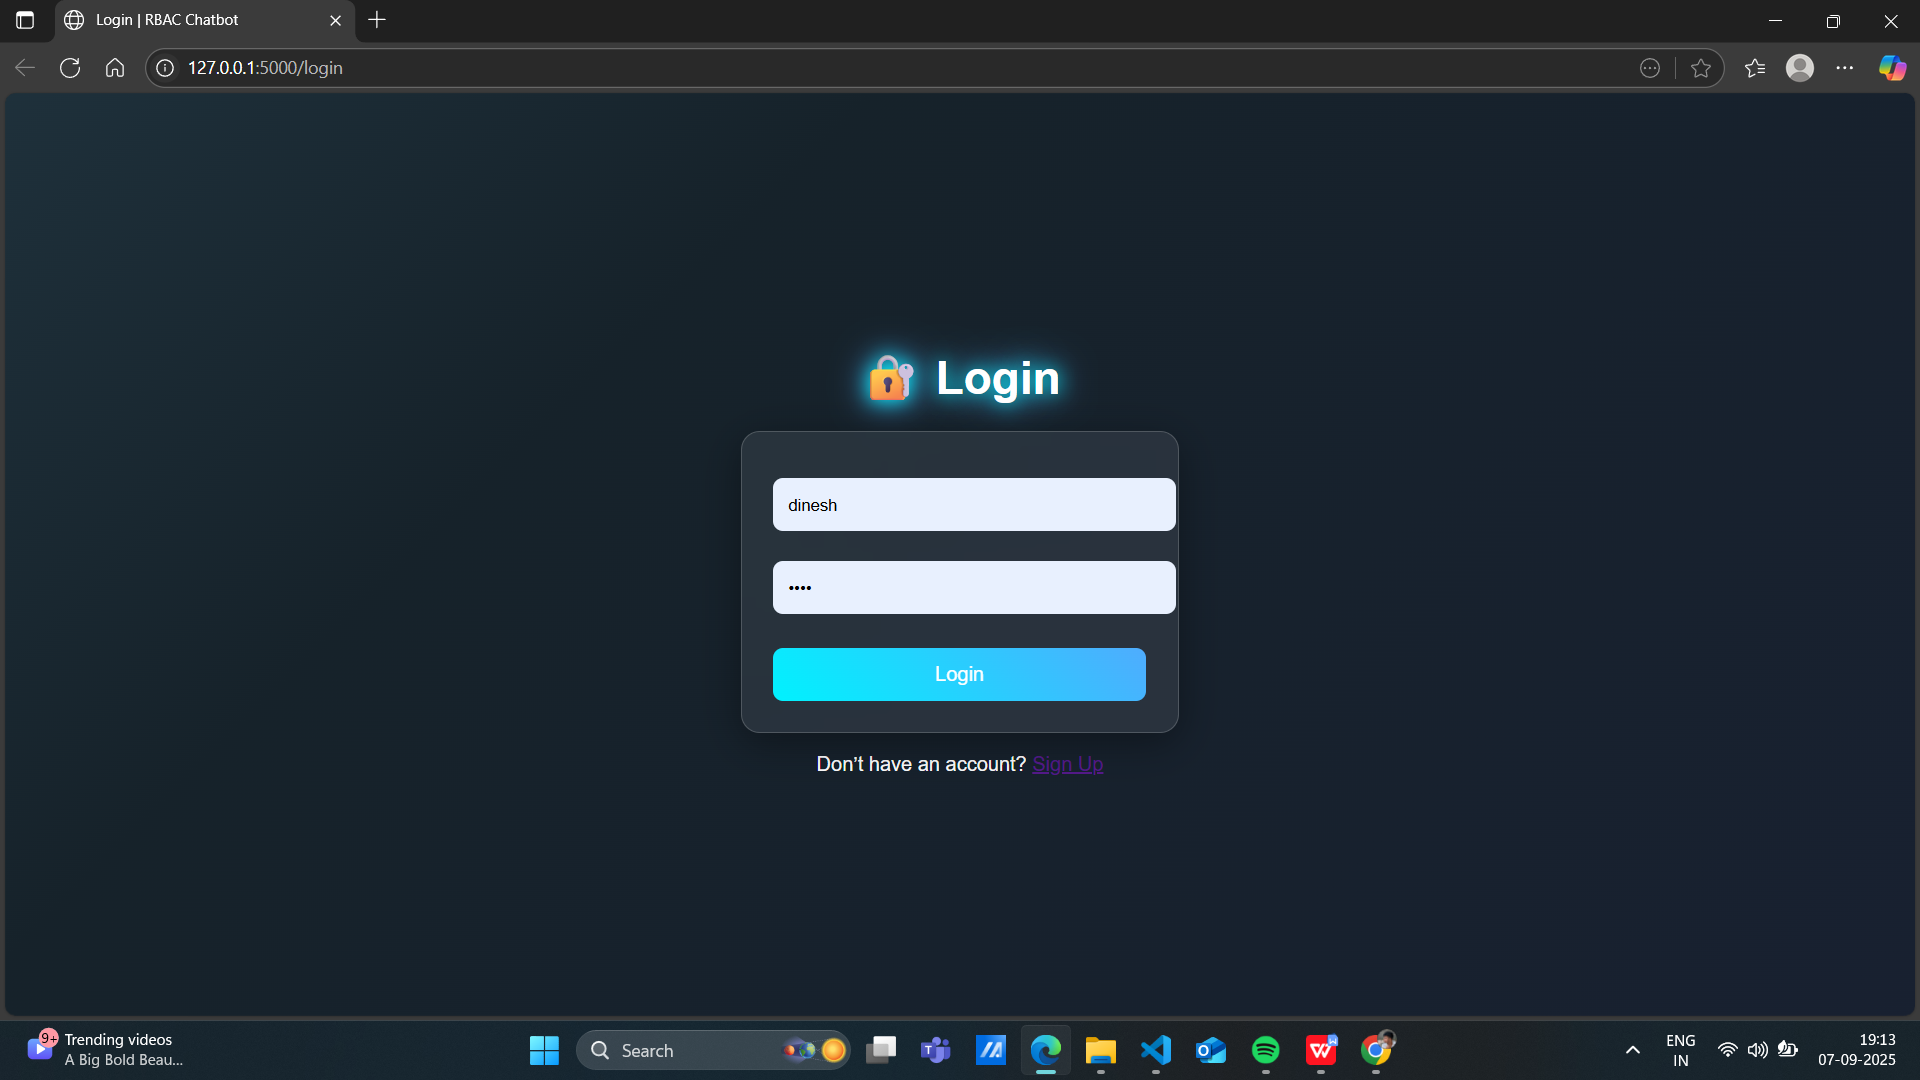 Login | RBAC Chatbot
127.0.0.1:5000/login
Login
dinesh
••••
Login
Don’t have an account? Sign Up
9+
Trending videos
A Big Bold Beau...
Search
ENG
IN
19:13
07-09-2025